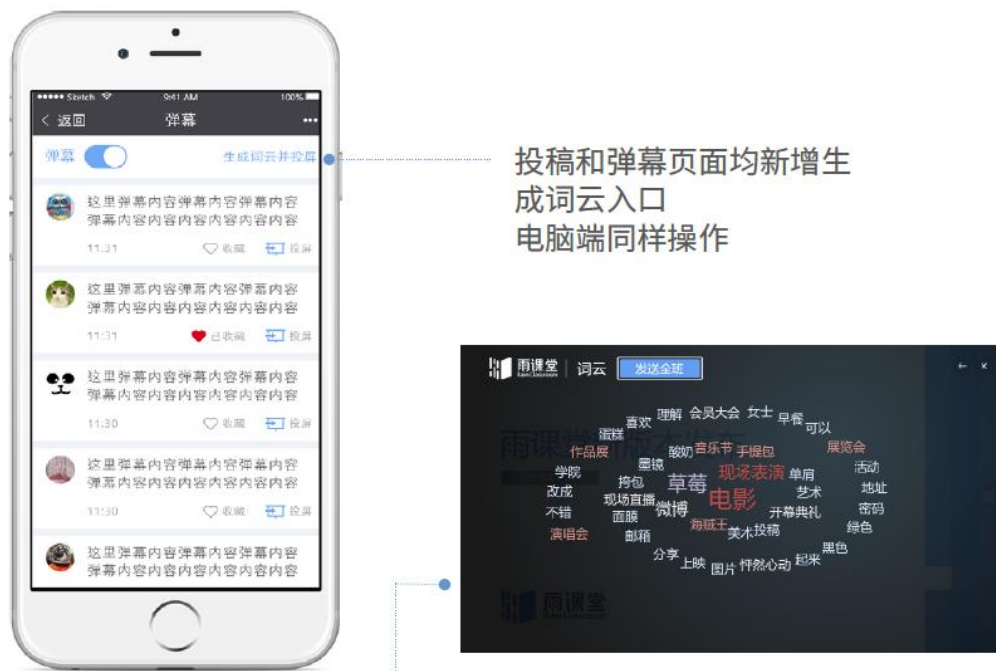 Sketch 9:41 AM 100%
返回 弹幕
弹幕 生成词云并投屏
这里弹幕内容弹幕内容弹幕内容
弹幕内容内容内容内容内容内容
11:31 收藏 投屏
这里弹幕内容弹幕内容弹幕内容
弹幕内容内容内容内容内容内容
11:31 已收藏 投屏
这里弹幕内容弹幕内容弹幕内容
弹幕内容内容内容内容内容内容
11:30 收藏 投屏
这里弹幕内容弹幕内容弹幕内容
弹幕内容内容内容内容内容内容
11:30 收藏 投屏
这里弹幕内容弹幕内容弹幕内容
弹幕内容内容内容内容内容内容
投稿和弹幕页面均新增生
成词云入口
电脑端同样操作
雨课堂 词云 发送全班
喜欢 理解 会员大会 女士 早餐 可以
蛋糕
作品展 酸奶 音乐节 手提包 展览会
学院 墨镜 现场表演 单肩 活动
改成 挎包 草莓 电影 艺术 地址
不错 现场直播 微博 开幕典礼 密码
演唱会 面膜 邮箱 海贼王 美术 投稿 绿色
分享 上映 图片 怦然心动 起来 黑色
雨课堂